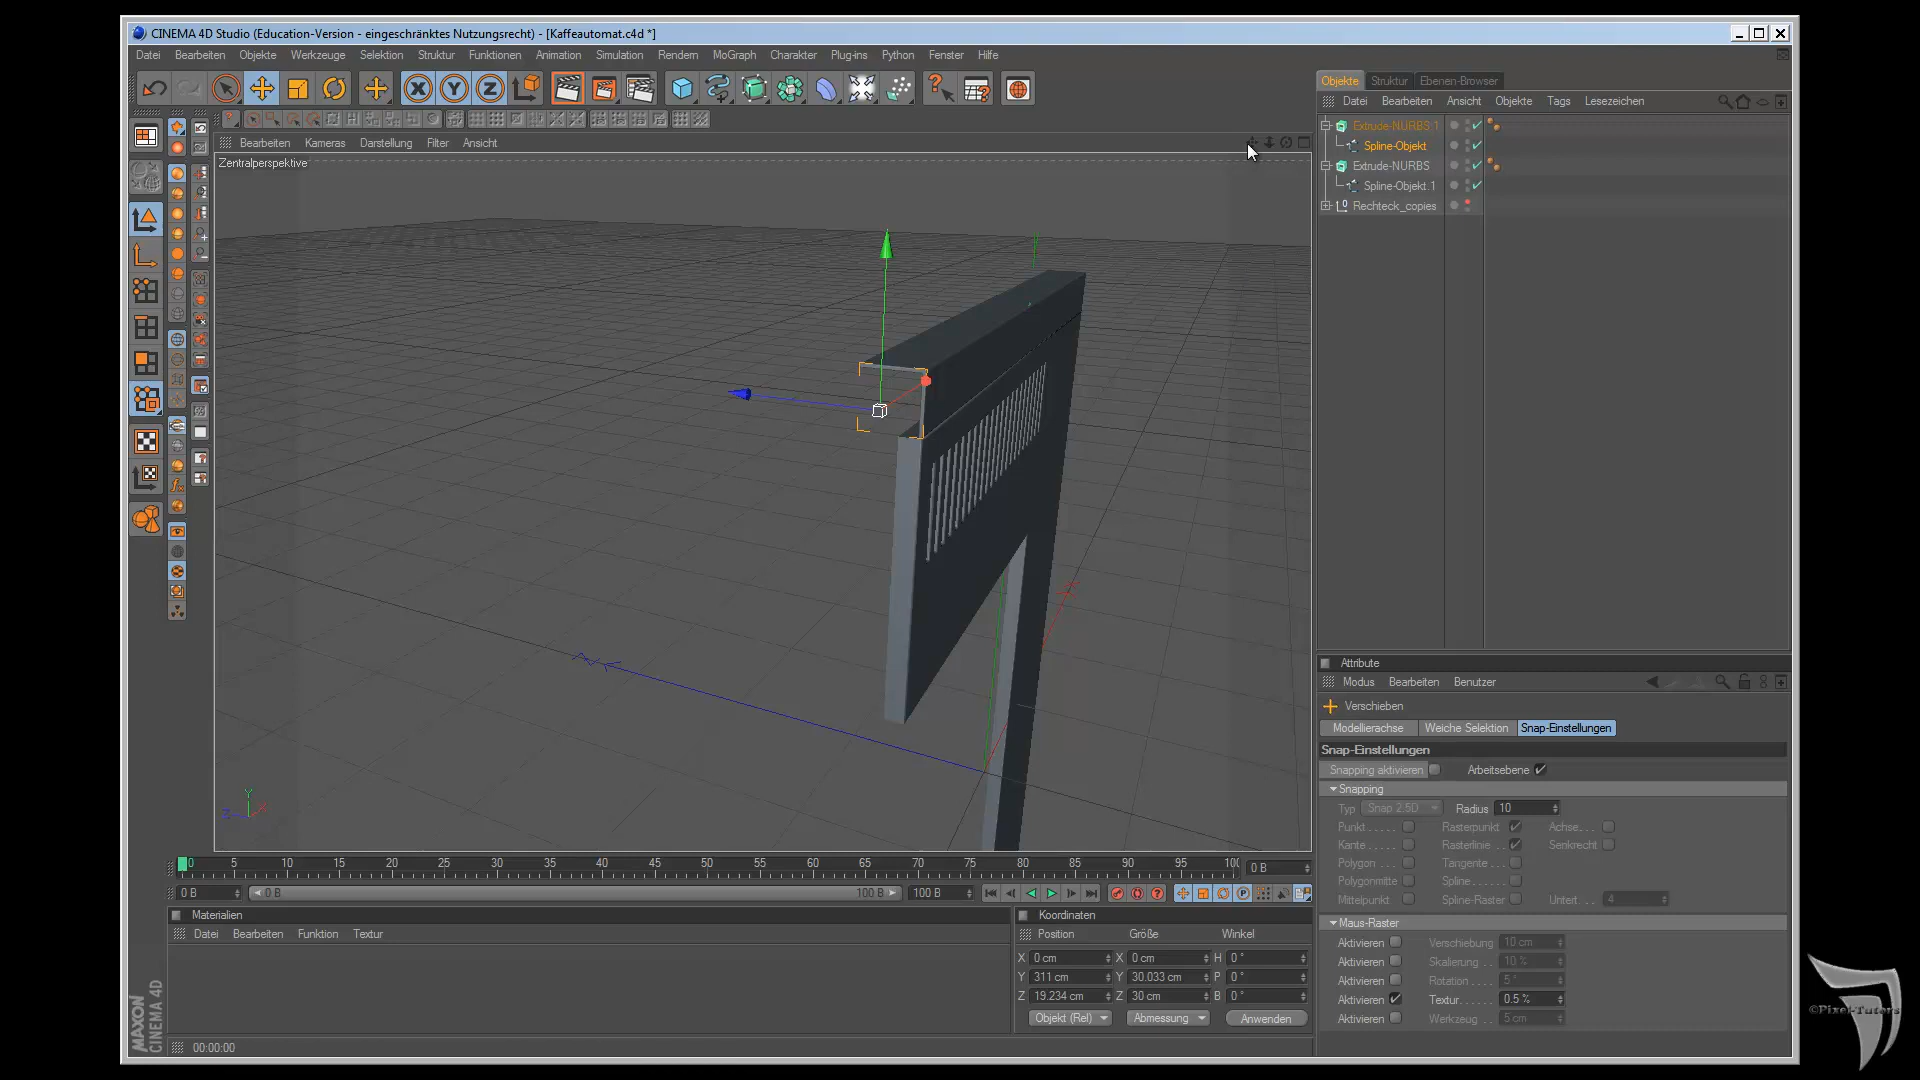 CINEMA 4D Studio (Education-Version - eingeschränktes Nutzungsrecht) - [Kaffeautomat.c4d *]
Datei Bearbeiten Objekte Werkzeuge Selektion Struktur Funktionen Animation Simulation Rendern MoGraph Charakter Plug-ins Python Fenster Hilfe
Objekte Struktur Ebenen-Browser
Datei Bearbeiten Ansicht Objekte Tags Lesezeichen
Extrude-NURBS.1
Spline-Objekt
Extrude-NURBS
Spline-Objekt.1
Rechteck_copies
Bearbeiten Kameras Darstellung Filter Ansicht
Zentralperspektive
X Y Z
Y
Z X
Attribute
Modus Bearbeiten Benutzer
Verschieben
Modellierachse Weiche Selektion Snap-Einstellungen
Snap-Einstellungen
Snapping aktivieren Arbeitsebene
Snapping
Typ Snap 2.5D Radius 10
Punkt..... Rasterpunkt Achse...
Kante..... Rasterlinie Senkrecht
Polygon... Tangente...
Polygonmitte Spline.....
Mittelpunkt Spline-Raster Untert... 4
Maus-Raster
Aktivieren Verschiebung 10 cm
Aktivieren Skalierung.. 10 %
Aktivieren Rotation... 5 °
Aktivieren Textur..... 0.5 %
Aktivieren Werkzeug.. 5 cm
0 5 10 15 20 25 30 35 40 45 50 55 60 65 70 75 80 85 90 95 100 0 B
0 B 0 B 100 B 100 B
Materialien
Datei Bearbeiten Funktion Textur
Koordinaten
Position Größe Winkel
X 0 cm X 0 cm H 0 °
Y 311 cm Y 30.033 cm P 0 °
Z 19.234 cm Z 30 cm B 0 °
Objekt (Rel) Abmessung Anwenden
00:00:00
MAXON
CINEMA 4D
©Pixel-Tutors